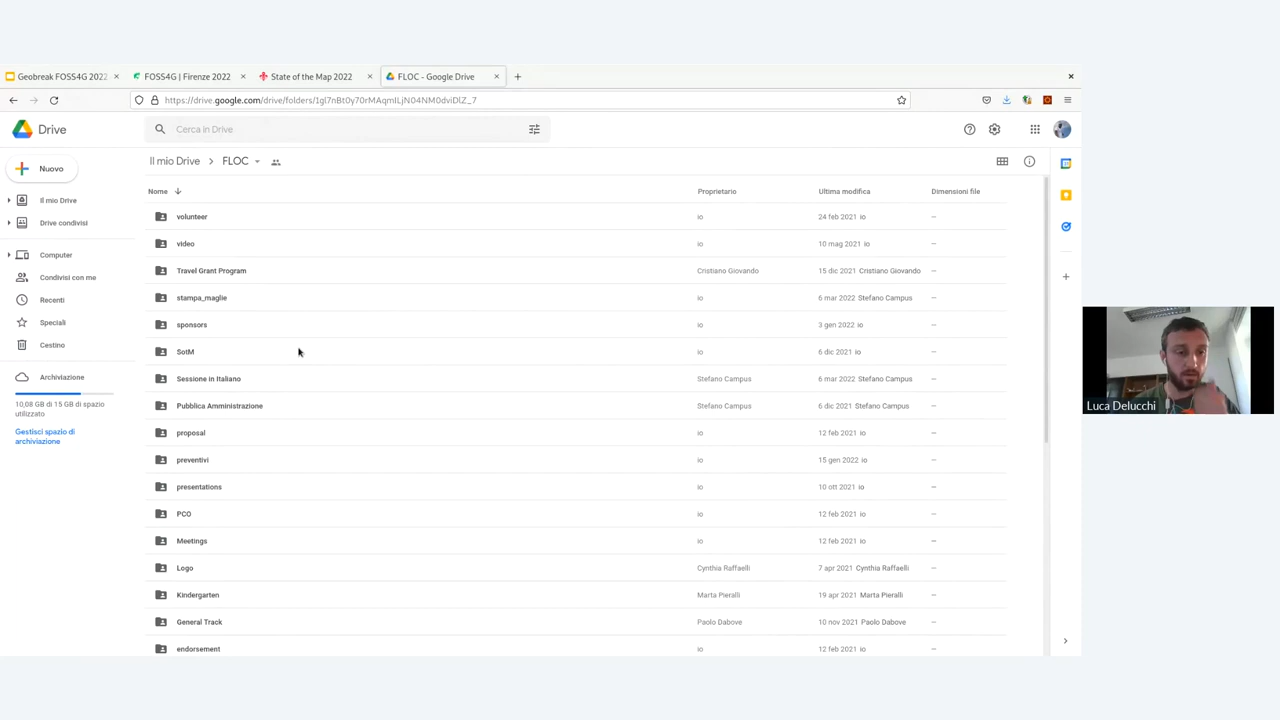 Geobreak FOSS4G 2022
FOSS4G | Firenze 2022
State of the Map 2022
FLOC - Google Drive
https://drive.google.com/drive/folders/1gl7nBt0y70rMAqmILjN04NM0dviDlZ_7
Drive
Cerca in Drive
Nuovo
Il mio Drive
Drive condivisi
Computer
Condivisi con me
Recenti
Speciali
Cestino
Archiviazione
10,08 GB di 15 GB di spazio
utilizzato
Gestisci spazio di
archiviazione
Il mio Drive > FLOC
Nome Proprietario Ultima modifica Dimensioni file
volunteer io 24 feb 2021 io —
video io 10 mag 2021 io —
Travel Grant Program Cristiano Giovando 15 dic 2021 Cristiano Giovando —
stampa_maglie io 6 mar 2022 Stefano Campus —
sponsors io 3 gen 2022 io —
SotM io 6 dic 2021 io —
Sessione in Italiano Stefano Campus 6 mar 2022 Stefano Campus —
Pubblica Amministrazione Stefano Campus 6 dic 2021 Stefano Campus —
proposal io 12 feb 2021 io —
preventivi io 15 gen 2022 io —
presentations io 10 ott 2021 io —
PCO io 12 feb 2021 io —
Meetings io 12 feb 2021 io —
Logo Cynthia Raffaelli 7 apr 2021 Cynthia Raffaelli —
Kindergarten Marta Pieralli 19 apr 2021 Marta Pieralli —
General Track Paolo Dabove 10 nov 2021 Paolo Dabove —
endorsement io 12 feb 2021 io —
Luca Delucchi